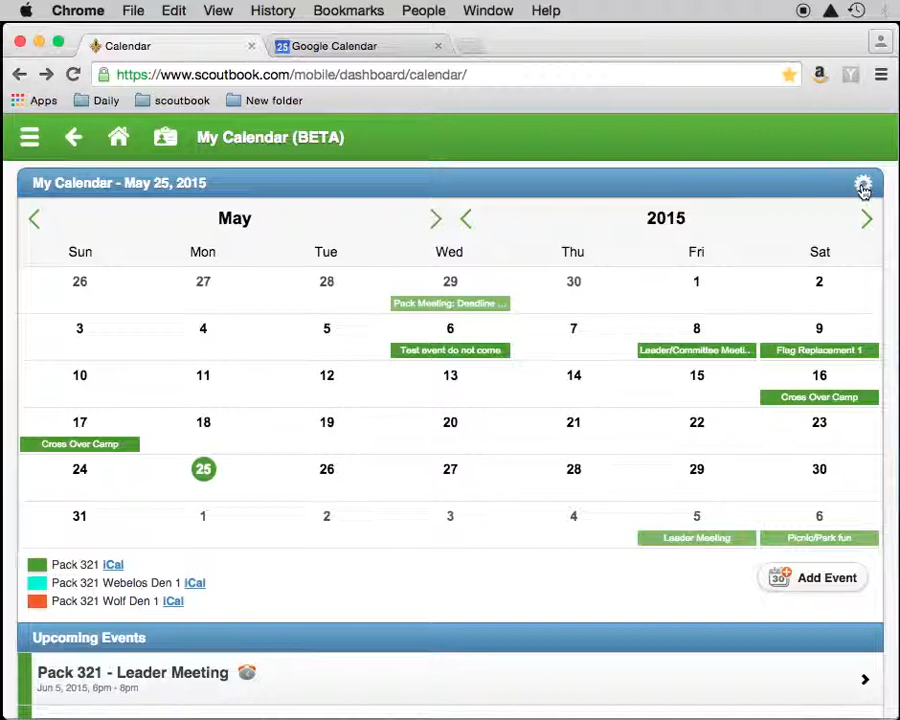 Chrome File Edit View History Bookmarks People Window Help
Calendar × 25 Google Calendar ×
https://www.scoutbook.com/mobile/dashboard/calendar/ a Y
Apps Daily scoutbook New folder
My Calendar (BETA)
My Calendar - May 25, 2015
May 2015
Sun Mon Tue Wed Thu Fri Sat
26 27 28 29 30 1 2
Pack Meeting: Deadline ...
3 4 5 6 7 8 9
Test event do not come Leader/Committee Meeti.. Flag Replacement 1
10 11 12 13 14 15 16
Cross Over Camp
17 18 19 20 21 22 23
Cross Over Camp
24 25 26 27 28 29 30
31 1 2 3 4 5 6
Leader Meeting Picnic/Park fun
Pack 321 iCal
Pack 321 Webelos Den 1 iCal
Pack 321 Wolf Den 1 iCal
30 Add Event
Upcoming Events
Pack 321 - Leader Meeting
Jun 5, 2015, 6pm - 8pm